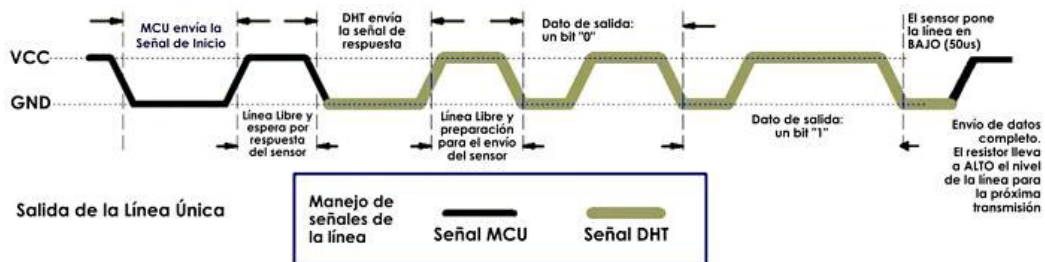 MCU envía la
Señal de Inicio
DHT envía
la señal de
respuesta
Dato de salida:
un bit "0"
El sensor pone
la línea en
BAJO (50us)
VCC
GND
Línea Libre y
espera por
respuesta
del sensor
Línea Libre y
preparación
para el envío
del sensor
Dato de salida:
un bit "1"
Envío de datos
completo.
El resistor lleva
a ALTO el nivel
de la línea para
la próxima
transmisión
Salida de la Línea Única
Manejo de
señales de
la línea
Señal MCU
Señal DHT